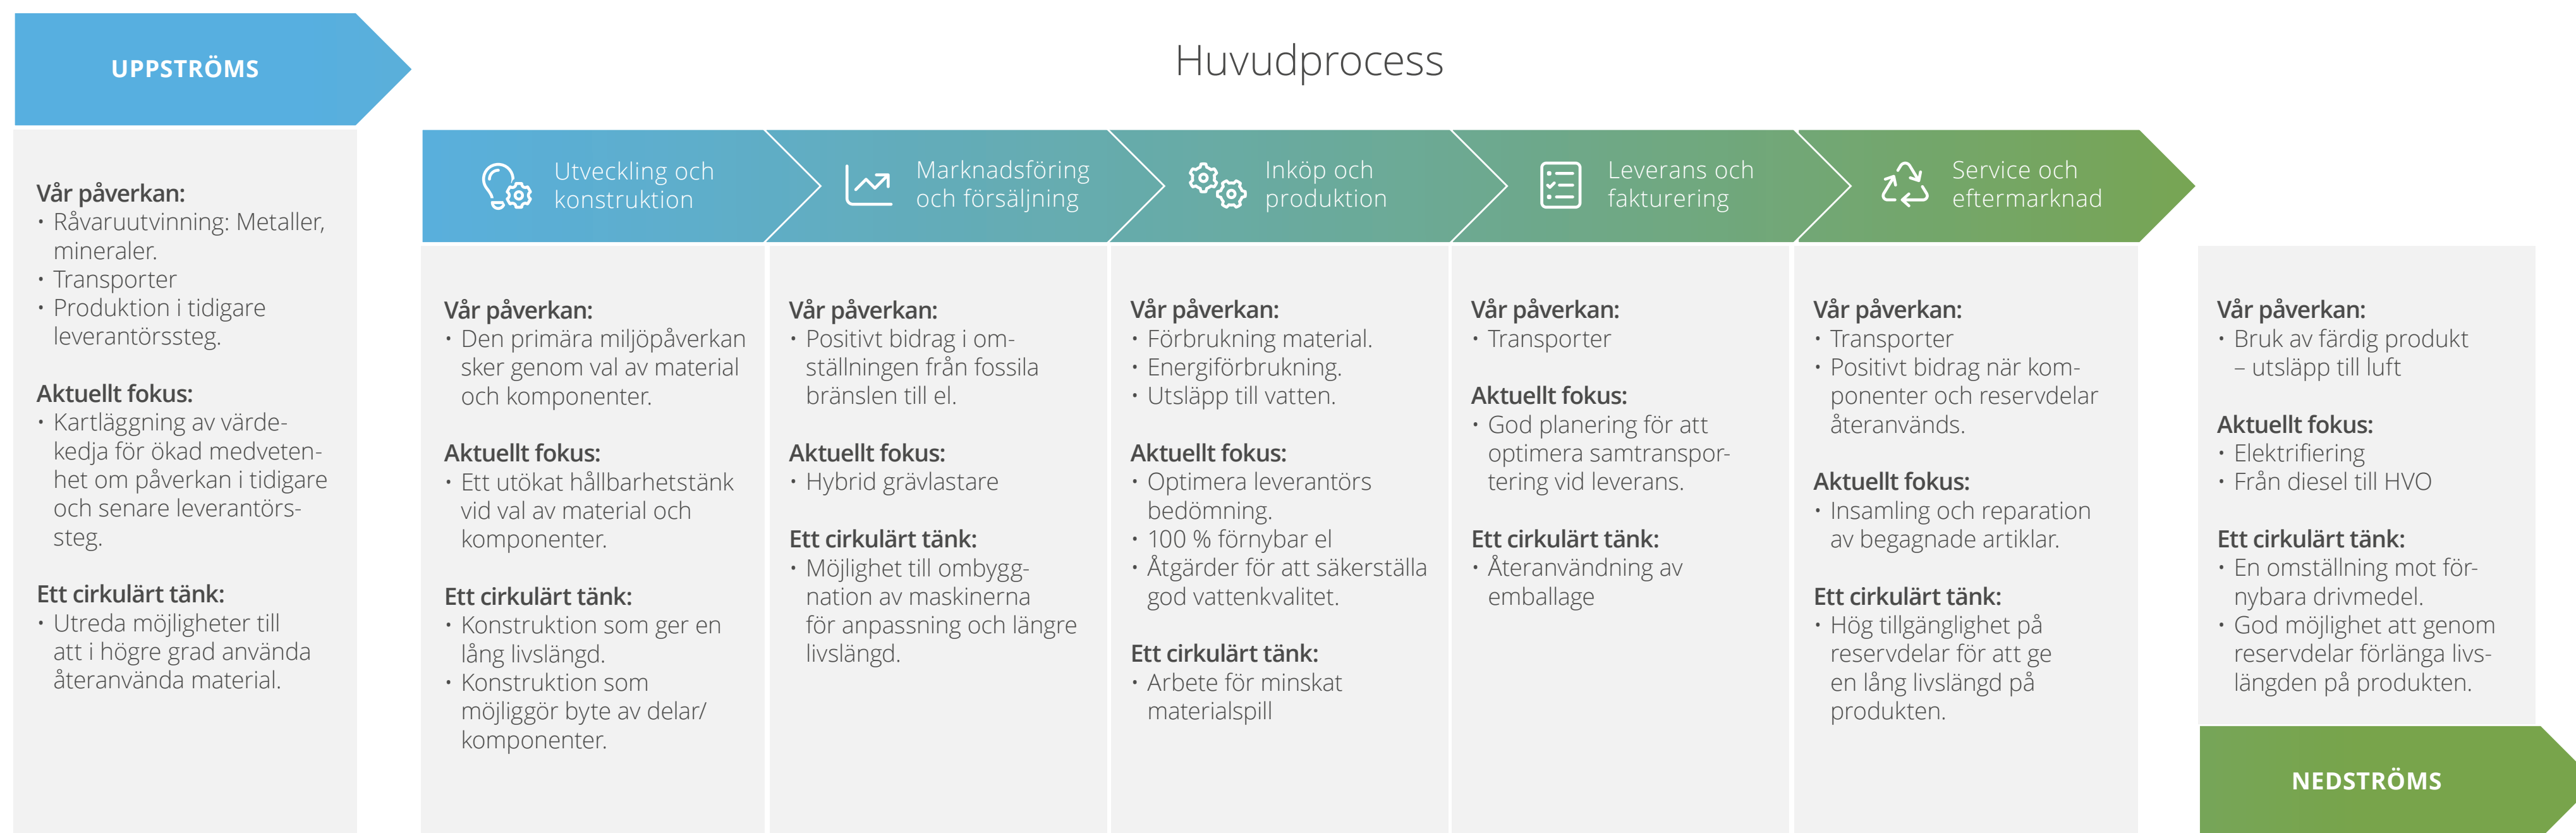 UPPSTRÖMS
Vår påverkan:
• Råvaruutvinning: Metaller,
mineraler.
• Transporter
• Produktion i tidigare
leverantörssteg.
Aktuellt fokus:
• Kartläggning av värde-
kedja för ökad medveten-
het om påverkan i tidigare
och senare leverantörs-
steg.
Ett cirkulärt tänk:
• Utreda möjligheter till
att i högre grad använda
återanvända material.
Huvudprocess
Utveckling och
konstruktion
Vår påverkan:
• Den primära miljöpåverkan
sker genom val av material
och komponenter.
Aktuellt fokus:
• Ett utökat hållbarhetstänk
vid val av material och
komponenter.
Ett cirkulärt tänk:
• Konstruktion som ger en
lång livslängd.
• Konstruktion som
möjliggör byte av delar/
komponenter.
Marknadsföring
och försäljning
Vår påverkan:
• Positivt bidrag i om-
ställningen från fossila
bränslen till el.
Aktuellt fokus:
• Hybrid grävlastare
Ett cirkulärt tänk:
• Möjlighet till ombygg-
nation av maskinerna
för anpassning och längre
livslängd.
Inköp och
produktion
Vår påverkan:
• Förbrukning material.
• Energiförbrukning.
• Utsläpp till vatten.
Aktuellt fokus:
• Optimera leverantörs
bedömning.
• 100 % förnybar el
• Åtgärder för att säkerställa
god vattenkvalitet.
Ett cirkulärt tänk:
• Arbete för minskat
materialspill
Leverans och
fakturering
Vår påverkan:
• Transporter
Aktuellt fokus:
• God planering för att
optimera samtranspor-
tering vid leverans.
Ett cirkulärt tänk:
• Återanvändning av
emballage
Service och
eftermarknad
Vår påverkan:
• Transporter
• Positivt bidrag när kom-
ponenter och reservdelar
återanvänds.
Aktuellt fokus:
• Insamling och reparation
av begagnade artiklar.
Ett cirkulärt tänk:
• Hög tillgänglighet på
reservdelar för att ge
en lång livslängd på
produkten.
Vår påverkan:
• Bruk av färdig produkt
– utsläpp till luft
Aktuellt fokus:
• Elektrifiering
• Från diesel till HVO
Ett cirkulärt tänk:
• En omställning mot för-
nybara drivmedel.
• God möjlighet att genom
reservdelar förlänga livs-
längden på produkten.
NEDSTRÖMS